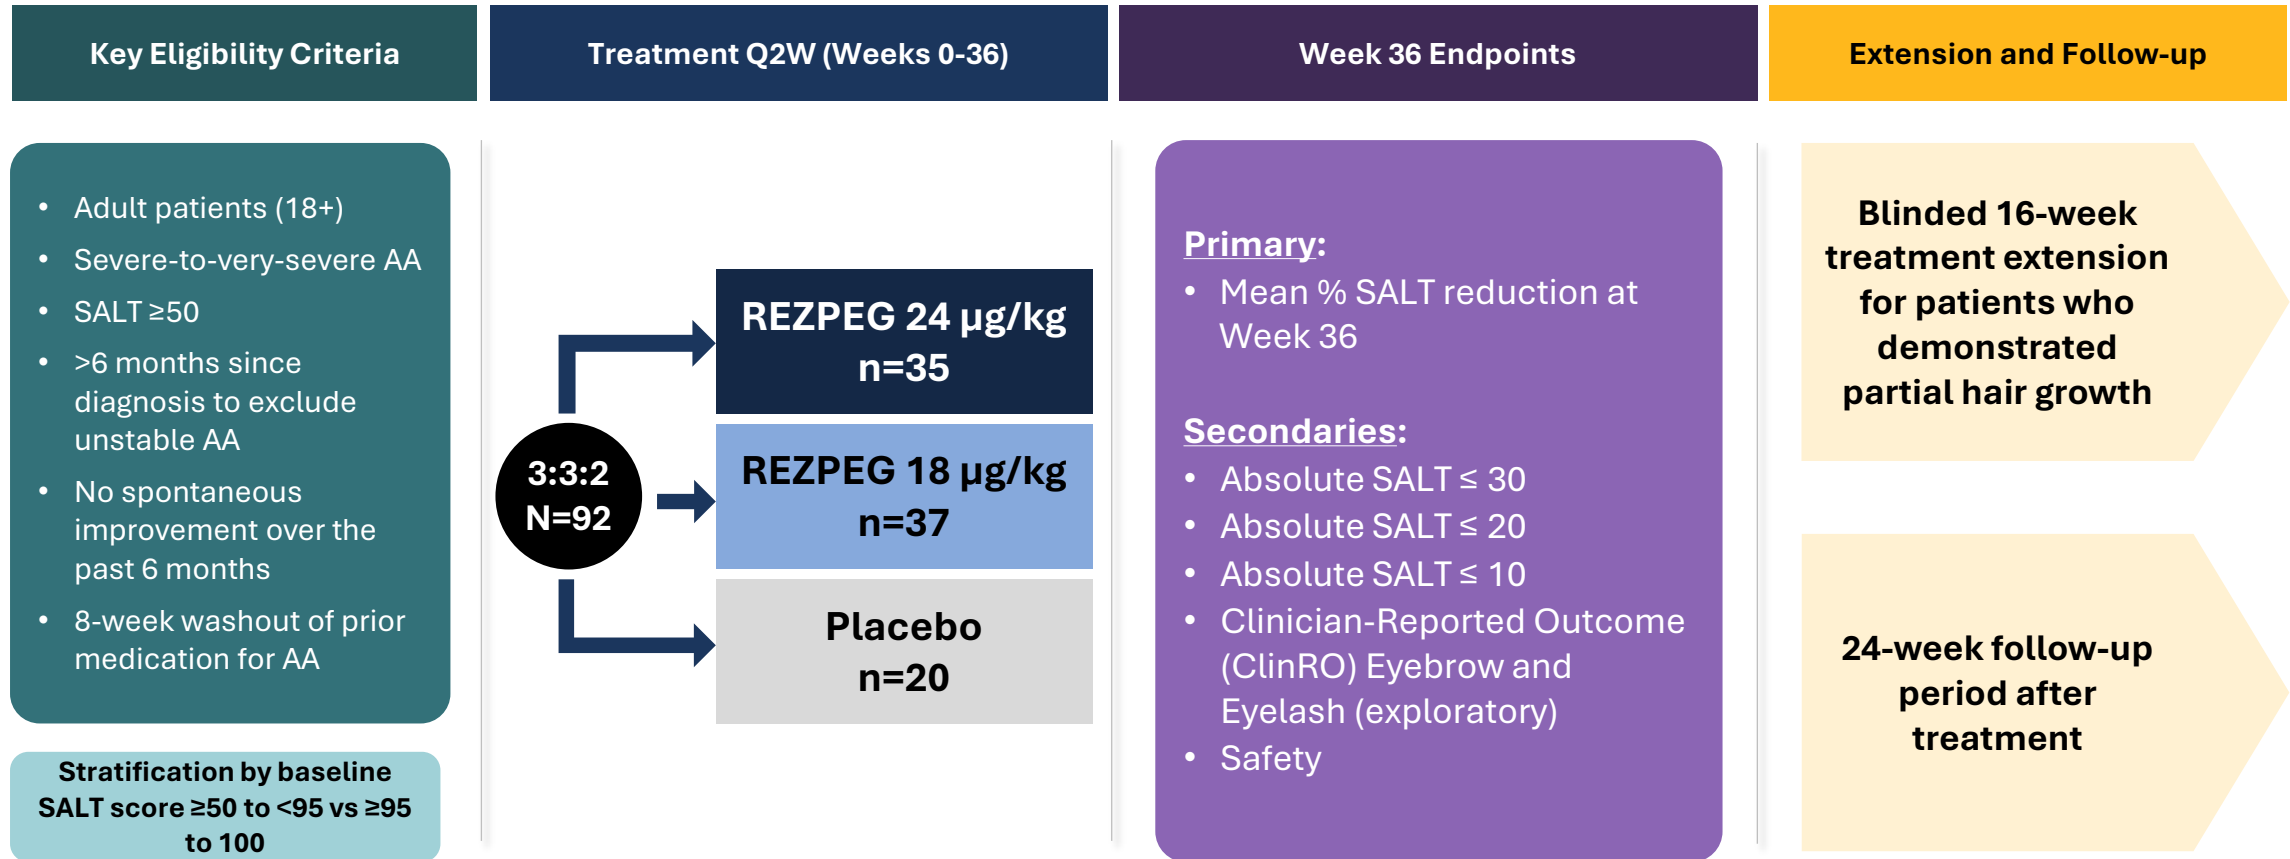 Key Eligibility Criteria
Treatment Q2W (Weeks 0-36)
Week 36 Endpoints
Extension and Follow-up
• Adult patients (18+)
• Severe-to-very-severe AA
• SALT ≥50
• >6 months since
diagnosis to exclude
unstable AA
• No spontaneous
improvement over the
past 6 months
• 8-week washout of prior
medication for AA
Stratification by baseline
SALT score ≥50 to <95 vs ≥95
to 100
3:3:2
N=92
REZPEG 24 µg/kg
n=35
REZPEG 18 µg/kg
n=37
Placebo
n=20
Primary:
• Mean % SALT reduction at
Week 36
Secondaries:
• Absolute SALT ≤ 30
• Absolute SALT ≤ 20
• Absolute SALT ≤ 10
• Clinician-Reported Outcome
(ClinRO) Eyebrow and
Eyelash (exploratory)
• Safety
Blinded 16-week
treatment extension
for patients who
demonstrated
partial hair growth
24-week follow-up
period after
treatment